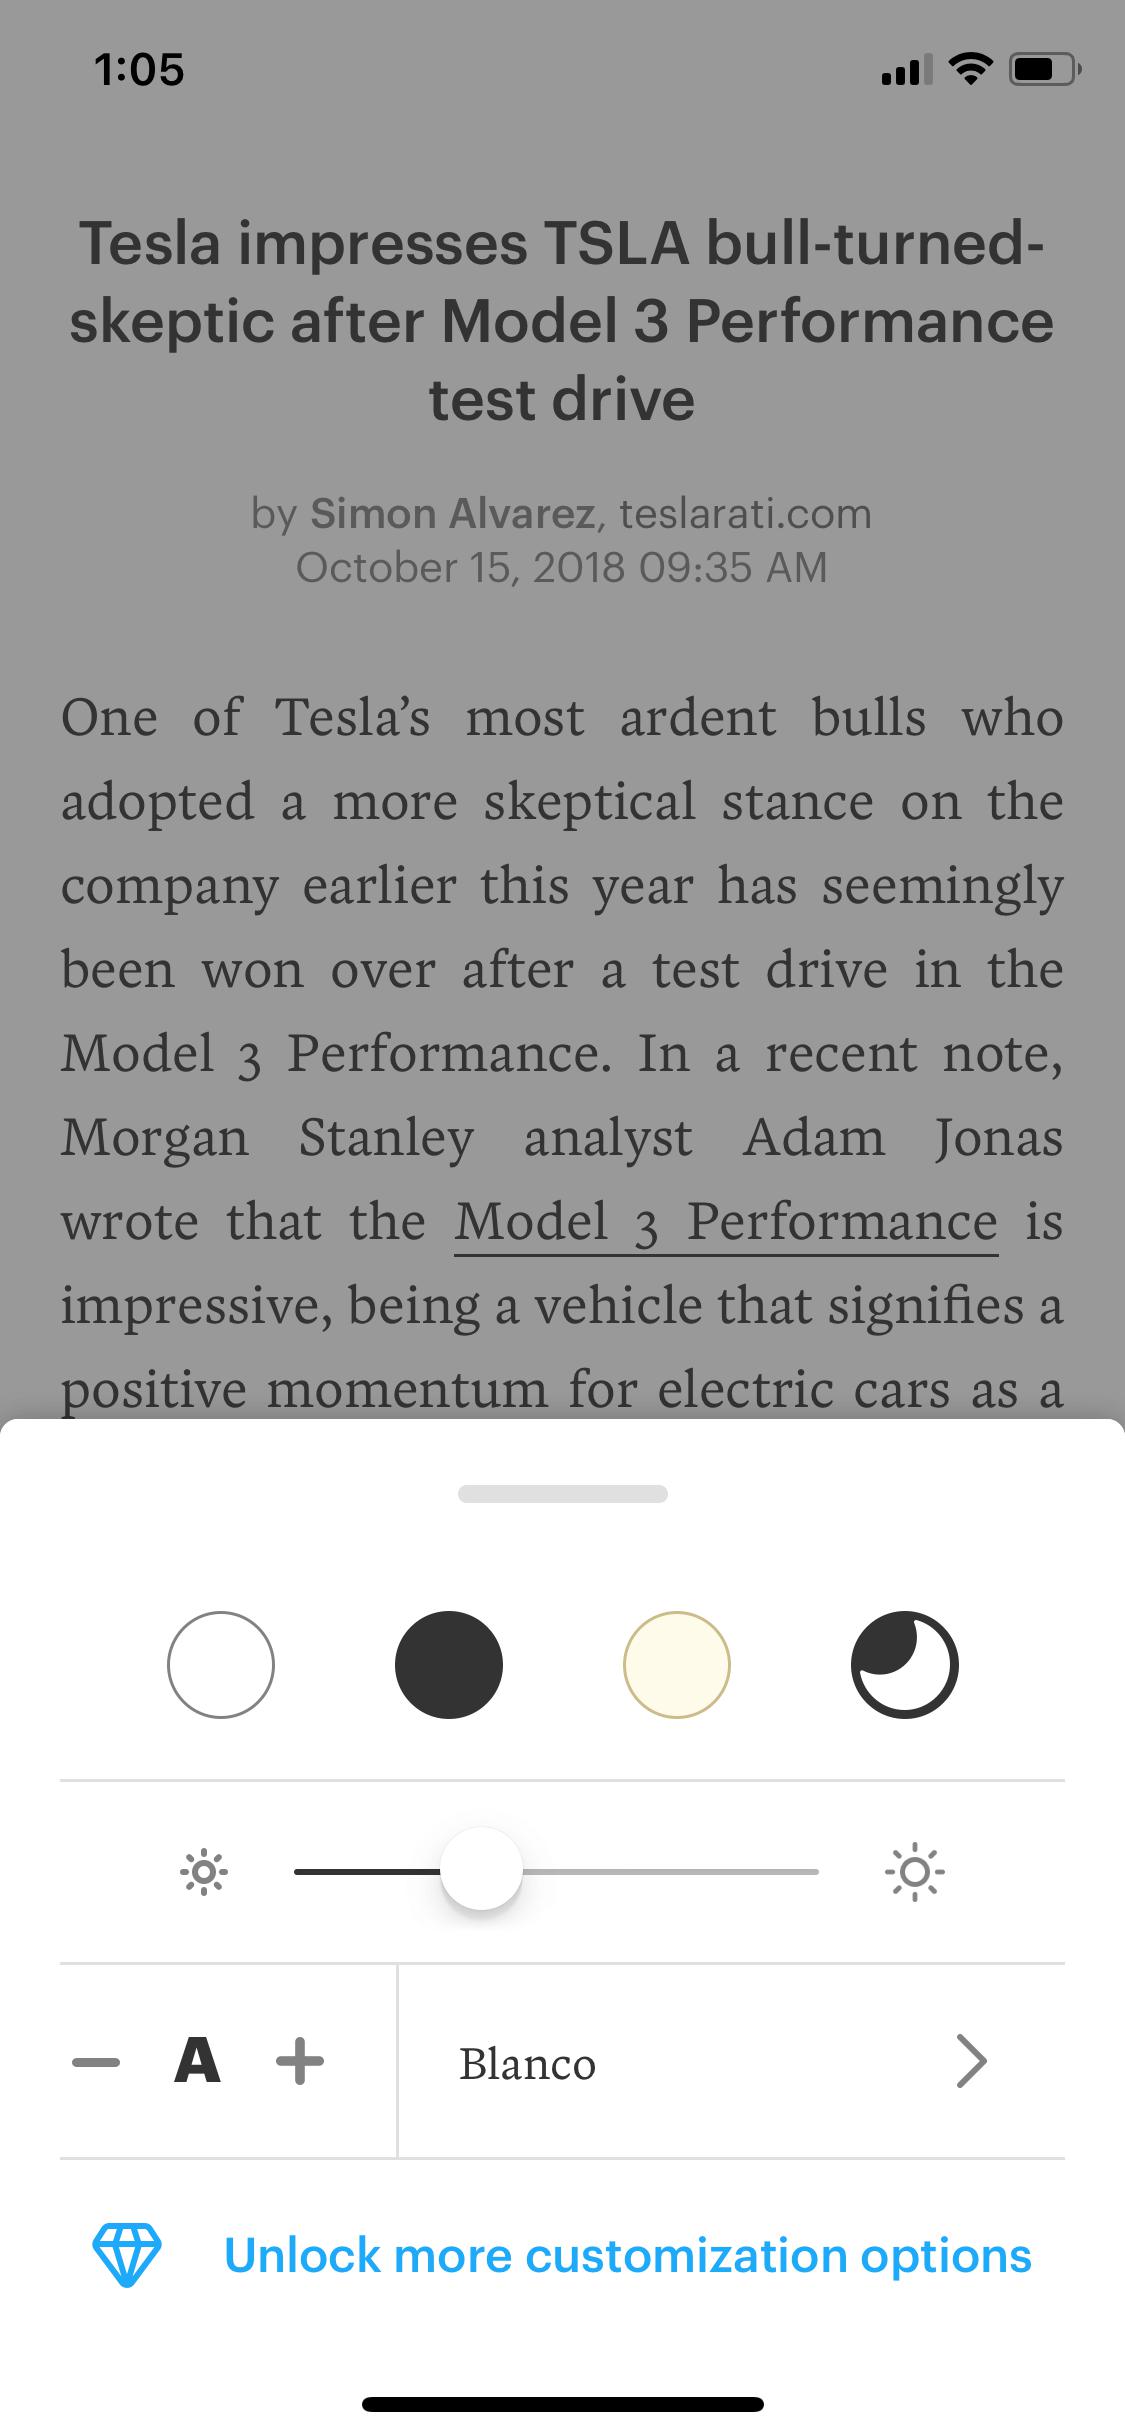 1:05
Tesla impresses TSLA bull-turned-
skeptic after Model 3 Performance
test drive
by Simon Alvarez, teslarati.com
October 15, 2018 09:35 AM
One of Tesla’s most ardent bulls who
adopted a more skeptical stance on the
company earlier this year has seemingly
been won over after a test drive in the
Model 3 Performance. In a recent note,
Morgan Stanley analyst Adam Jonas
wrote that the Model 3 Performance is
impressive, being a vehicle that signifies a
positive momentum for electric cars as a
A
Blanco
Unlock more customization options